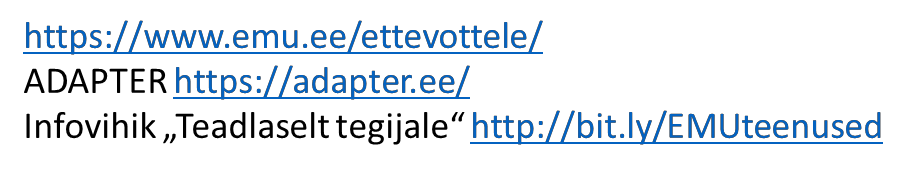 https://www.emu.ee/ettevottele/
ADAPTER https://adapter.ee/
Infovihik „Teadlaselt tegijale“ http://bit.ly/EMUteenused